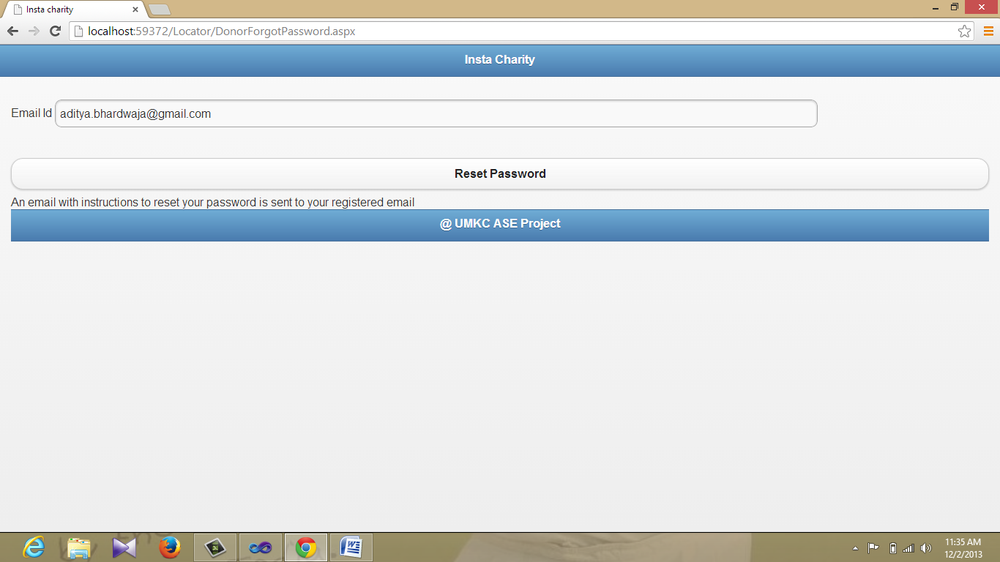 Insta charity
localhost:59372/Locator/DonorForgotPassword.aspx
Insta Charity
Email Id aditya.bhardwaja@gmail.com
Reset Password
An email with instructions to reset your password is sent to your registered email
@ UMKC ASE Project
11:35 AM
12/2/2013